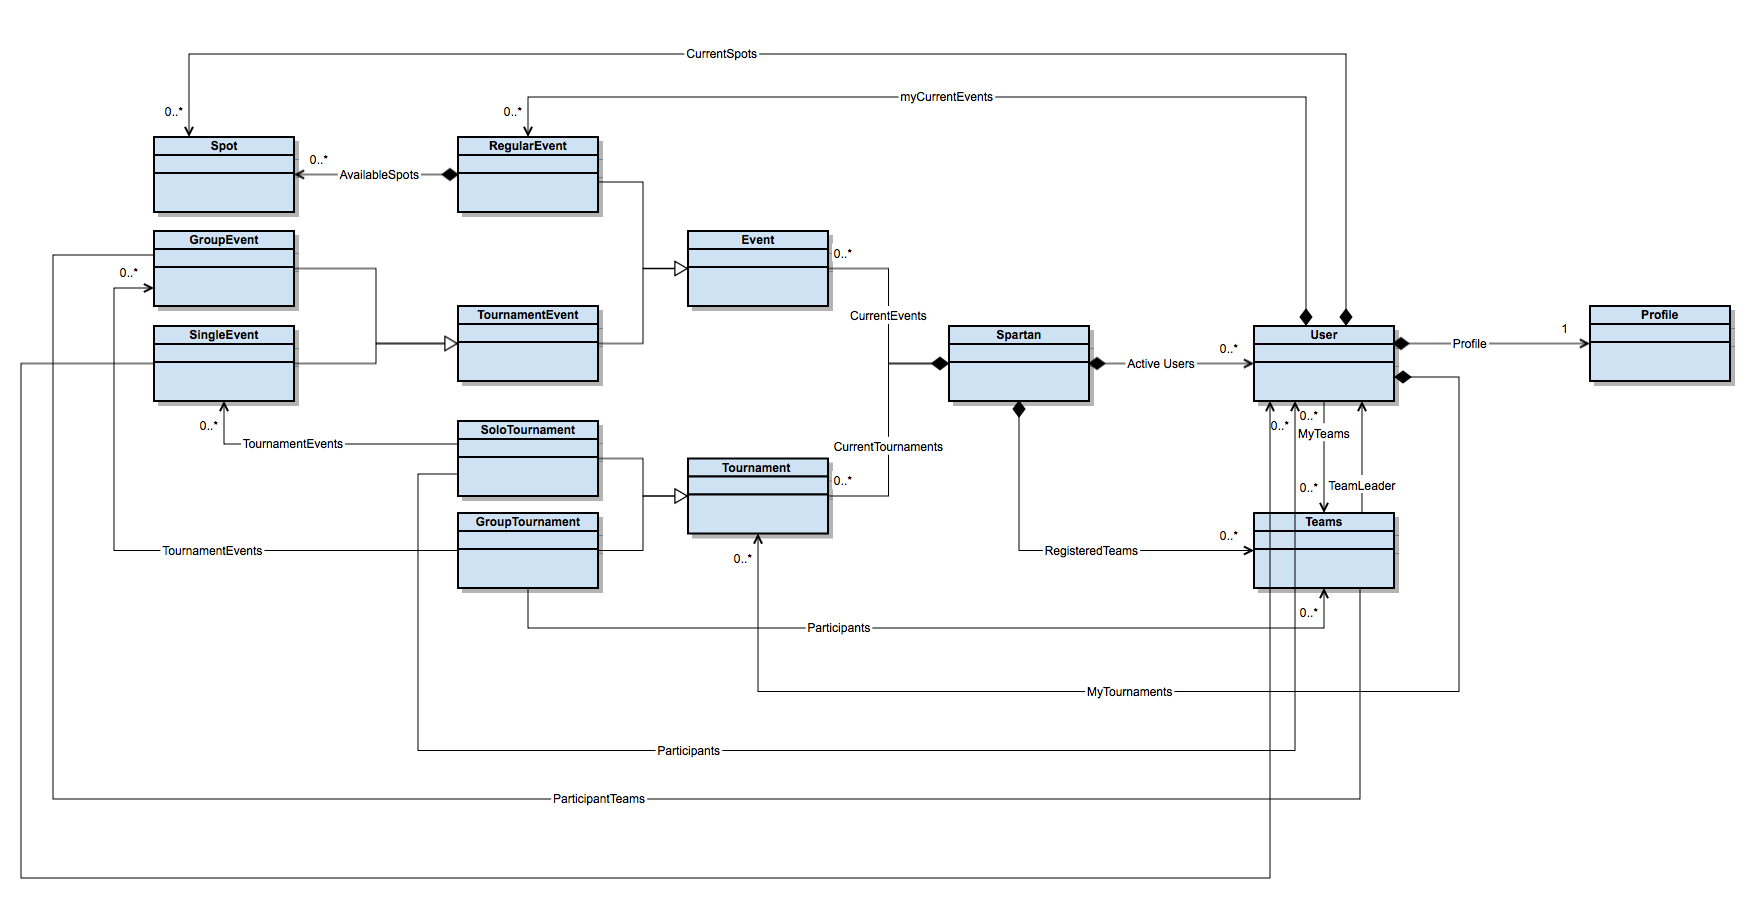 CurrentSpots
myCurrentEvents
0..*
0..*
Spot
RegularEvent
0..*
AvailableSpots
GroupEvent
Event
0..*
0..*
TournamentEvent
Profile
CurrentEvents
SingleEvent
Spartan
User
1
0..*
Profile
Active Users
0..*
0..*
0..*
SoloTournament
MyTeams
TournamentEvents
CurrentTournaments
Tournament
0..*
0..*
TeamLeader
GroupTournament
Teams
0..*
TournamentEvents
RegisteredTeams
0..*
0..*
Participants
MyTournaments
Participants
ParticipantTeams